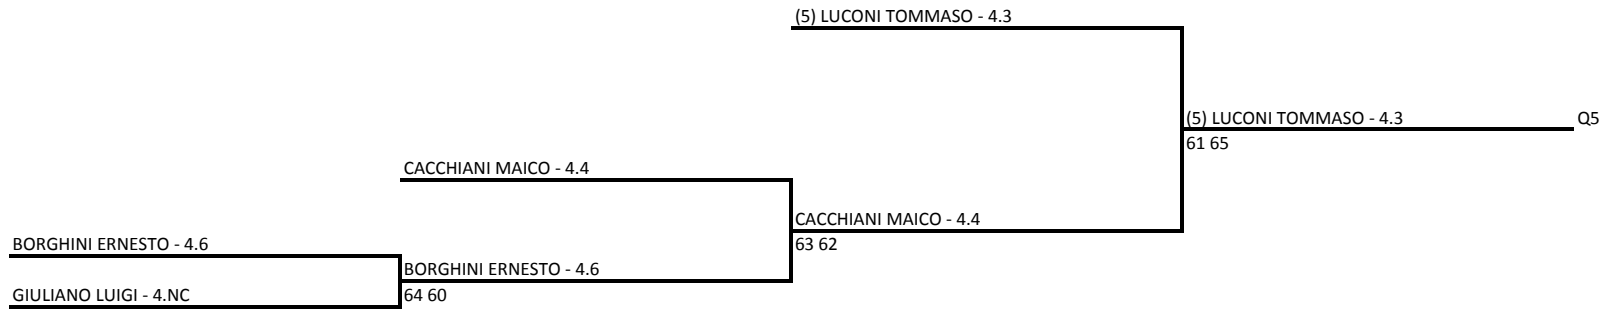 (5) LUCONI TOMMASO - 4.3
(5) LUCONI TOMMASO - 4.3
Q5
61 65
CACCHIANI MAICO - 4.4
CACCHIANI MAICO - 4.4
63 62
BORGHINI ERNESTO - 4.6
BORGHINI ERNESTO - 4.6
64 60
GIULIANO LUIGI - 4.NC